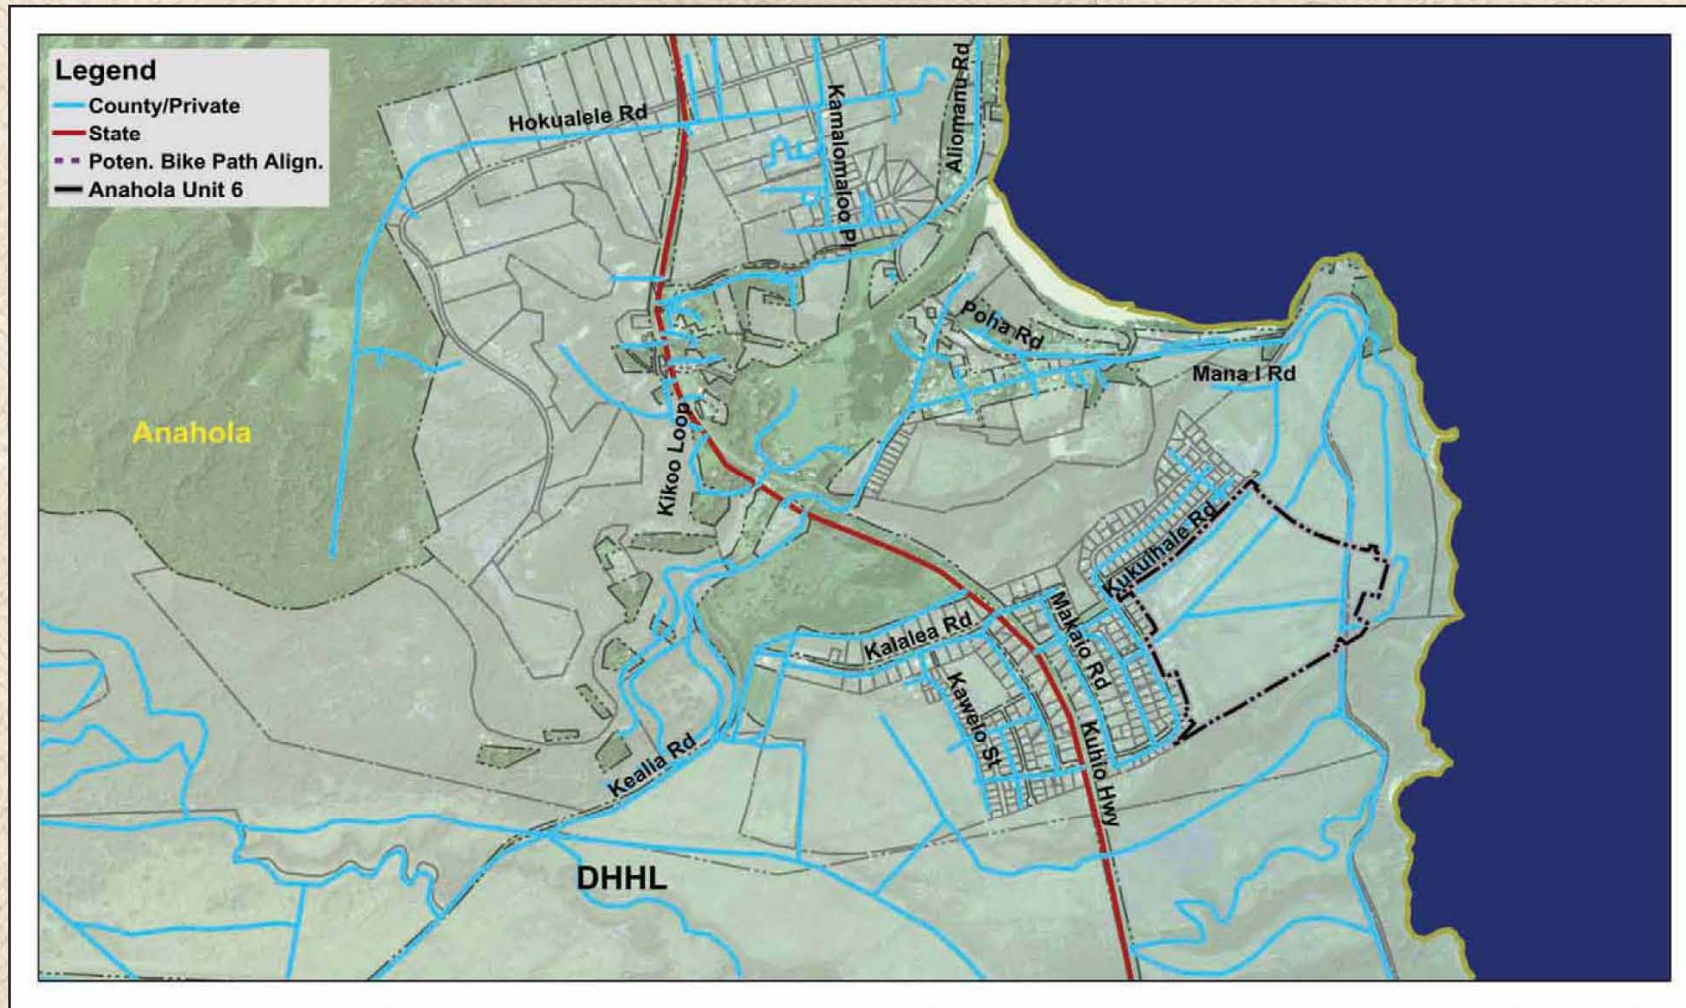 Legend
County/Private
State
Poten. Bike Path Align.
Anahola Unit 6
Hokualele Rd
Kamalomaloo Pl
Aliomanu Rd
Poha Rd
Mana I Rd
Anahola
Kikoo Loop
Kukuihale Rd
Makaio Rd
Kalalea Rd
Kawelo St
Kuhio Hwy
Kealia Rd
DHHL